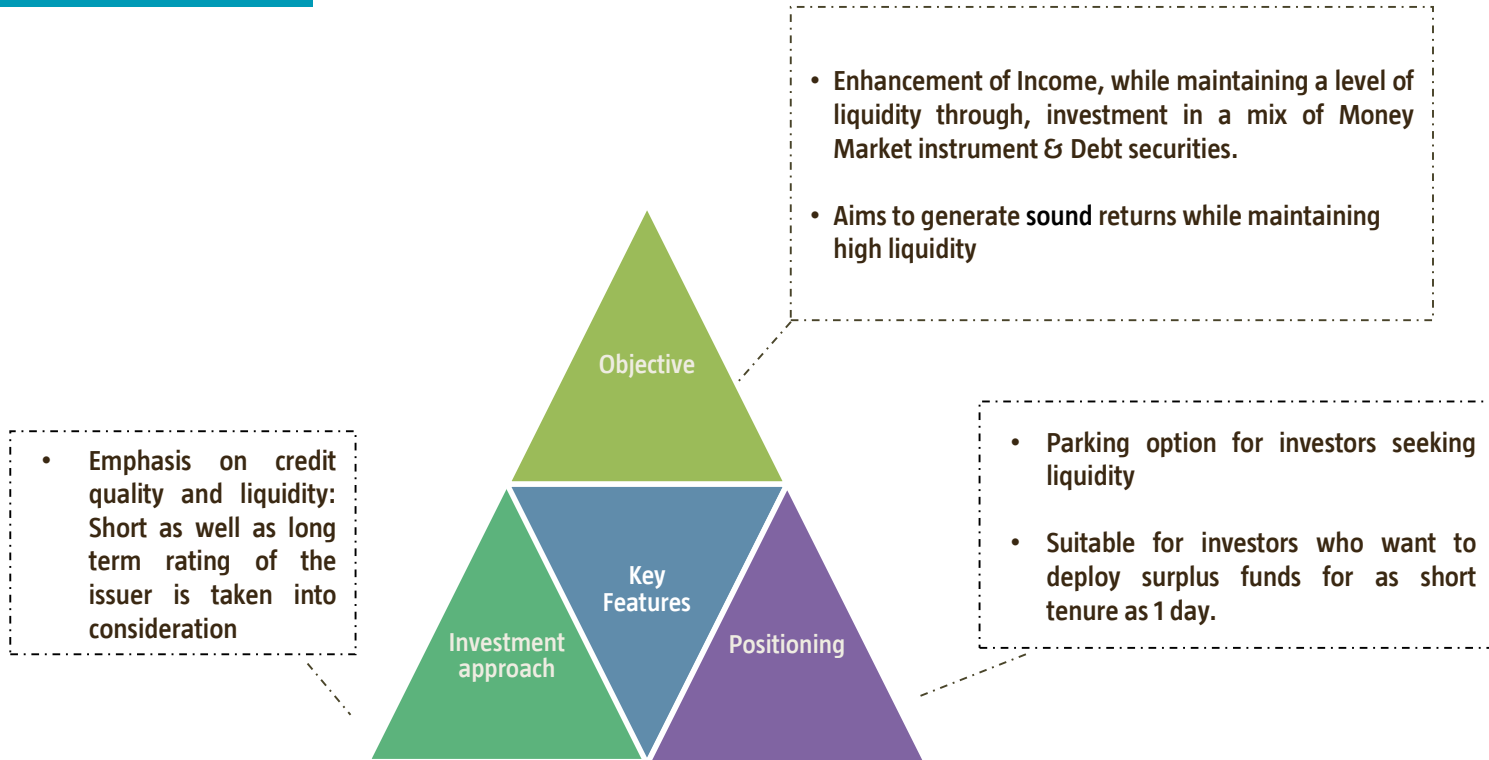 • Enhancement of Income, while maintaining a level of
liquidity through, investment in a mix of Money
Market instrument & Debt securities.
• Aims to generate sound returns while maintaining
high liquidity
Objective
• Emphasis on credit
quality and liquidity:
Short as well as long
term rating of the
issuer is taken into
consideration
• Parking option for investors seeking
liquidity
• Suitable for investors who want to
deploy surplus funds for as short
tenure as 1 day.
Key
Features
Investment
approach
Positioning